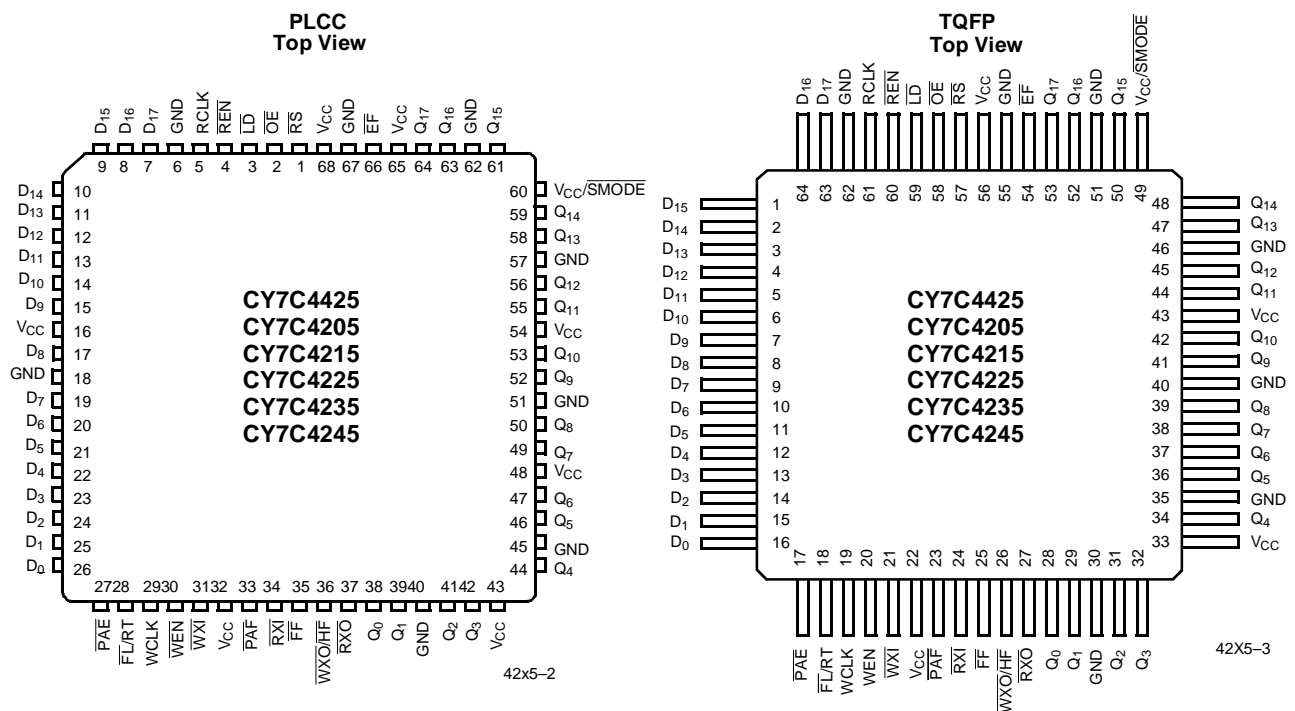 PLCC
Top View
D15 D16 D17 GND RCLK REN LD OE RS VCC GND EF VCC Q17 Q16 GND Q15
9 8 7 6 5 4 3 2 1 68 67 66 65 64 63 62 61
D14 10
D13 11
D12 12
D11 13
D10 14
D9 15
VCC 16
D8 17
GND 18
D7 19
D6 20
D5 21
D4 22
D3 23
D2 24
D1 25
D0 26
CY7C4425
CY7C4205
CY7C4215
CY7C4225
CY7C4235
CY7C4245
60 VCC/SMODE
59 Q14
58 Q13
57 GND
56 Q12
55 Q11
54 VCC
53 Q10
52 Q9
51 GND
50 Q8
49 Q7
48 VCC
47 Q6
46 Q5
45 GND
44 Q4
27 28 29 30 31 32 33 34 35 36 37 38 39 40 41 42 43
PAE FL/RT WCLK WEN WXI VCC PAF RXI FF WXO/HF RXO Q0 Q1 GND Q2 Q3 VCC
42x5–2
TQFP
Top View
D16 D17 GND RCLK REN LD OE RS VCC GND EF Q17 Q16 GND Q15 VCC/SMODE
64 63 62 61 60 59 58 57 56 55 54 53 52 51 50 49
D15 1
D14 2
D13 3
D12 4
D11 5
D10 6
D9 7
D8 8
D7 9
D6 10
D5 11
D4 12
D3 13
D2 14
D1 15
D0 16
CY7C4425
CY7C4205
CY7C4215
CY7C4225
CY7C4235
CY7C4245
48 Q14
47 Q13
46 GND
45 Q12
44 Q11
43 VCC
42 Q10
41 Q9
40 GND
39 Q8
38 Q7
37 Q6
36 Q5
35 GND
34 Q4
33 VCC
17 18 19 20 21 22 23 24 25 26 27 28 29 30 31 32
PAE FL/RT WCLK WEN WXI VCC PAF RXI FF WXO/HF RXO Q0 Q1 GND Q2 Q3
42X5–3